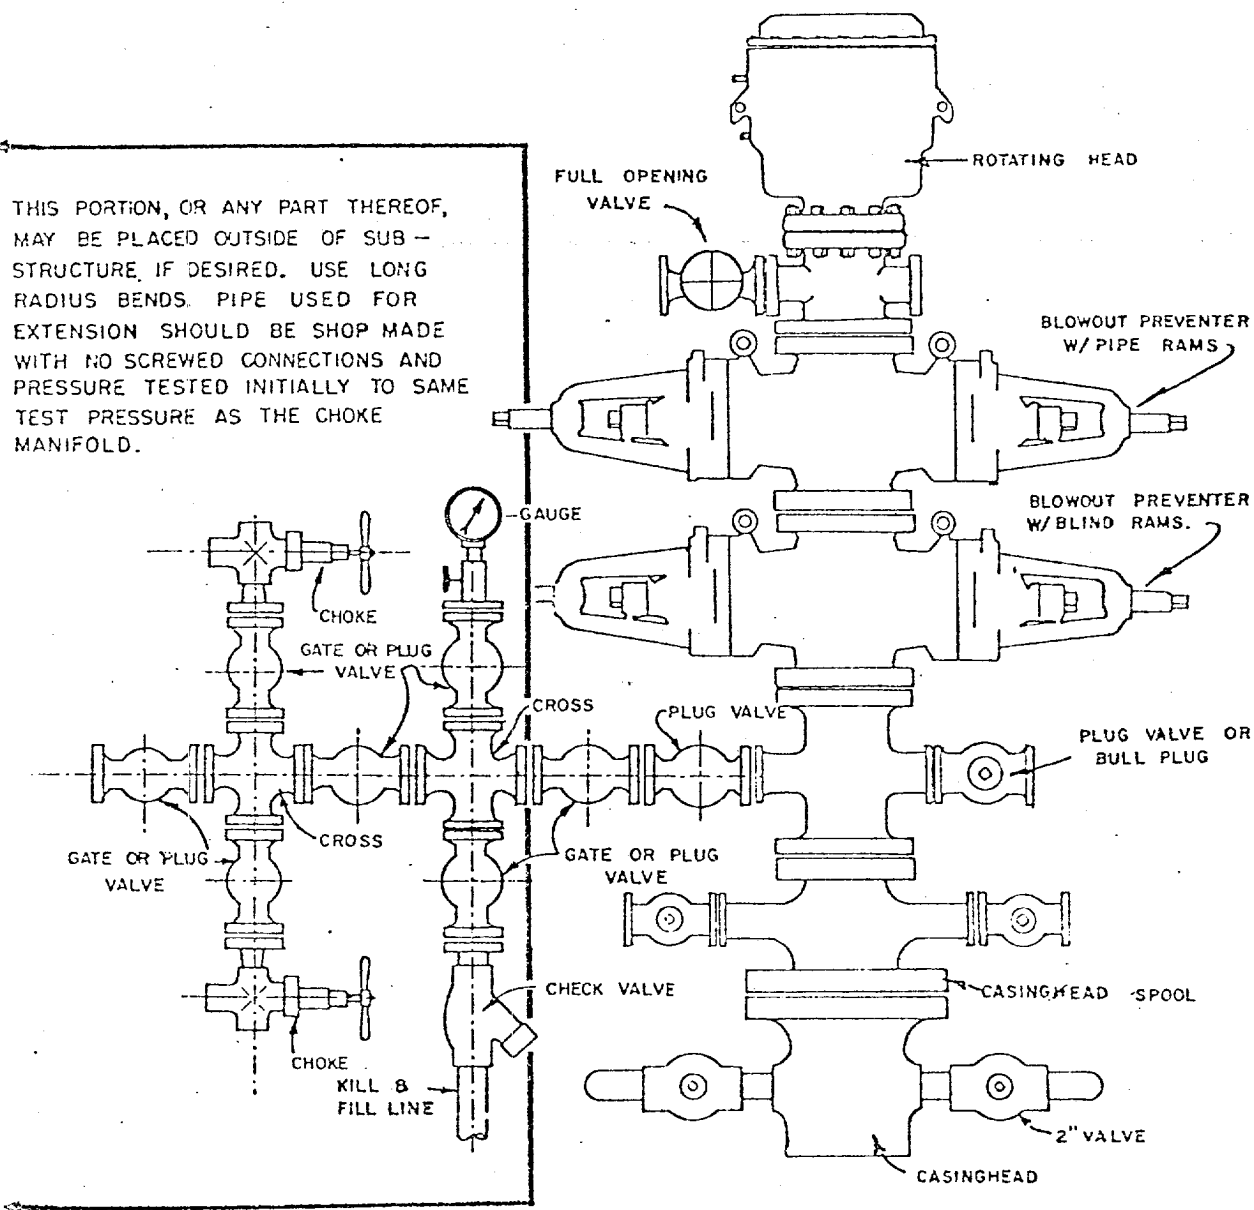 ROTATING HEAD
FULL OPENING
VALVE
THIS PORTION, OR ANY PART THEREOF,
MAY BE PLACED OUTSIDE OF SUB-
STRUCTURE IF DESIRED. USE LONG
RADIUS BENDS. PIPE USED FOR
EXTENSION SHOULD BE SHOP MADE
WITH NO SCREWED CONNECTIONS AND
PRESSURE TESTED INITIALLY TO SAME
TEST PRESSURE AS THE CHOKE
MANIFOLD.
BLOWOUT PREVENTER
W/PIPE RAMS
BLOWOUT PREVENTER
W/BLIND RAMS.
GAUGE
CHOKE
GATE OR PLUG
VALVE
CROSS
PLUG VALVE
PLUG VALVE OR
BULL PLUG
CROSS
GATE OR PLUG
VALVE
GATE OR PLUG
VALVE
CHECK VALVE
CASINGHEAD SPOOL
CHOKE
KILL &
FILL LINE
2" VALVE
CASINGHEAD